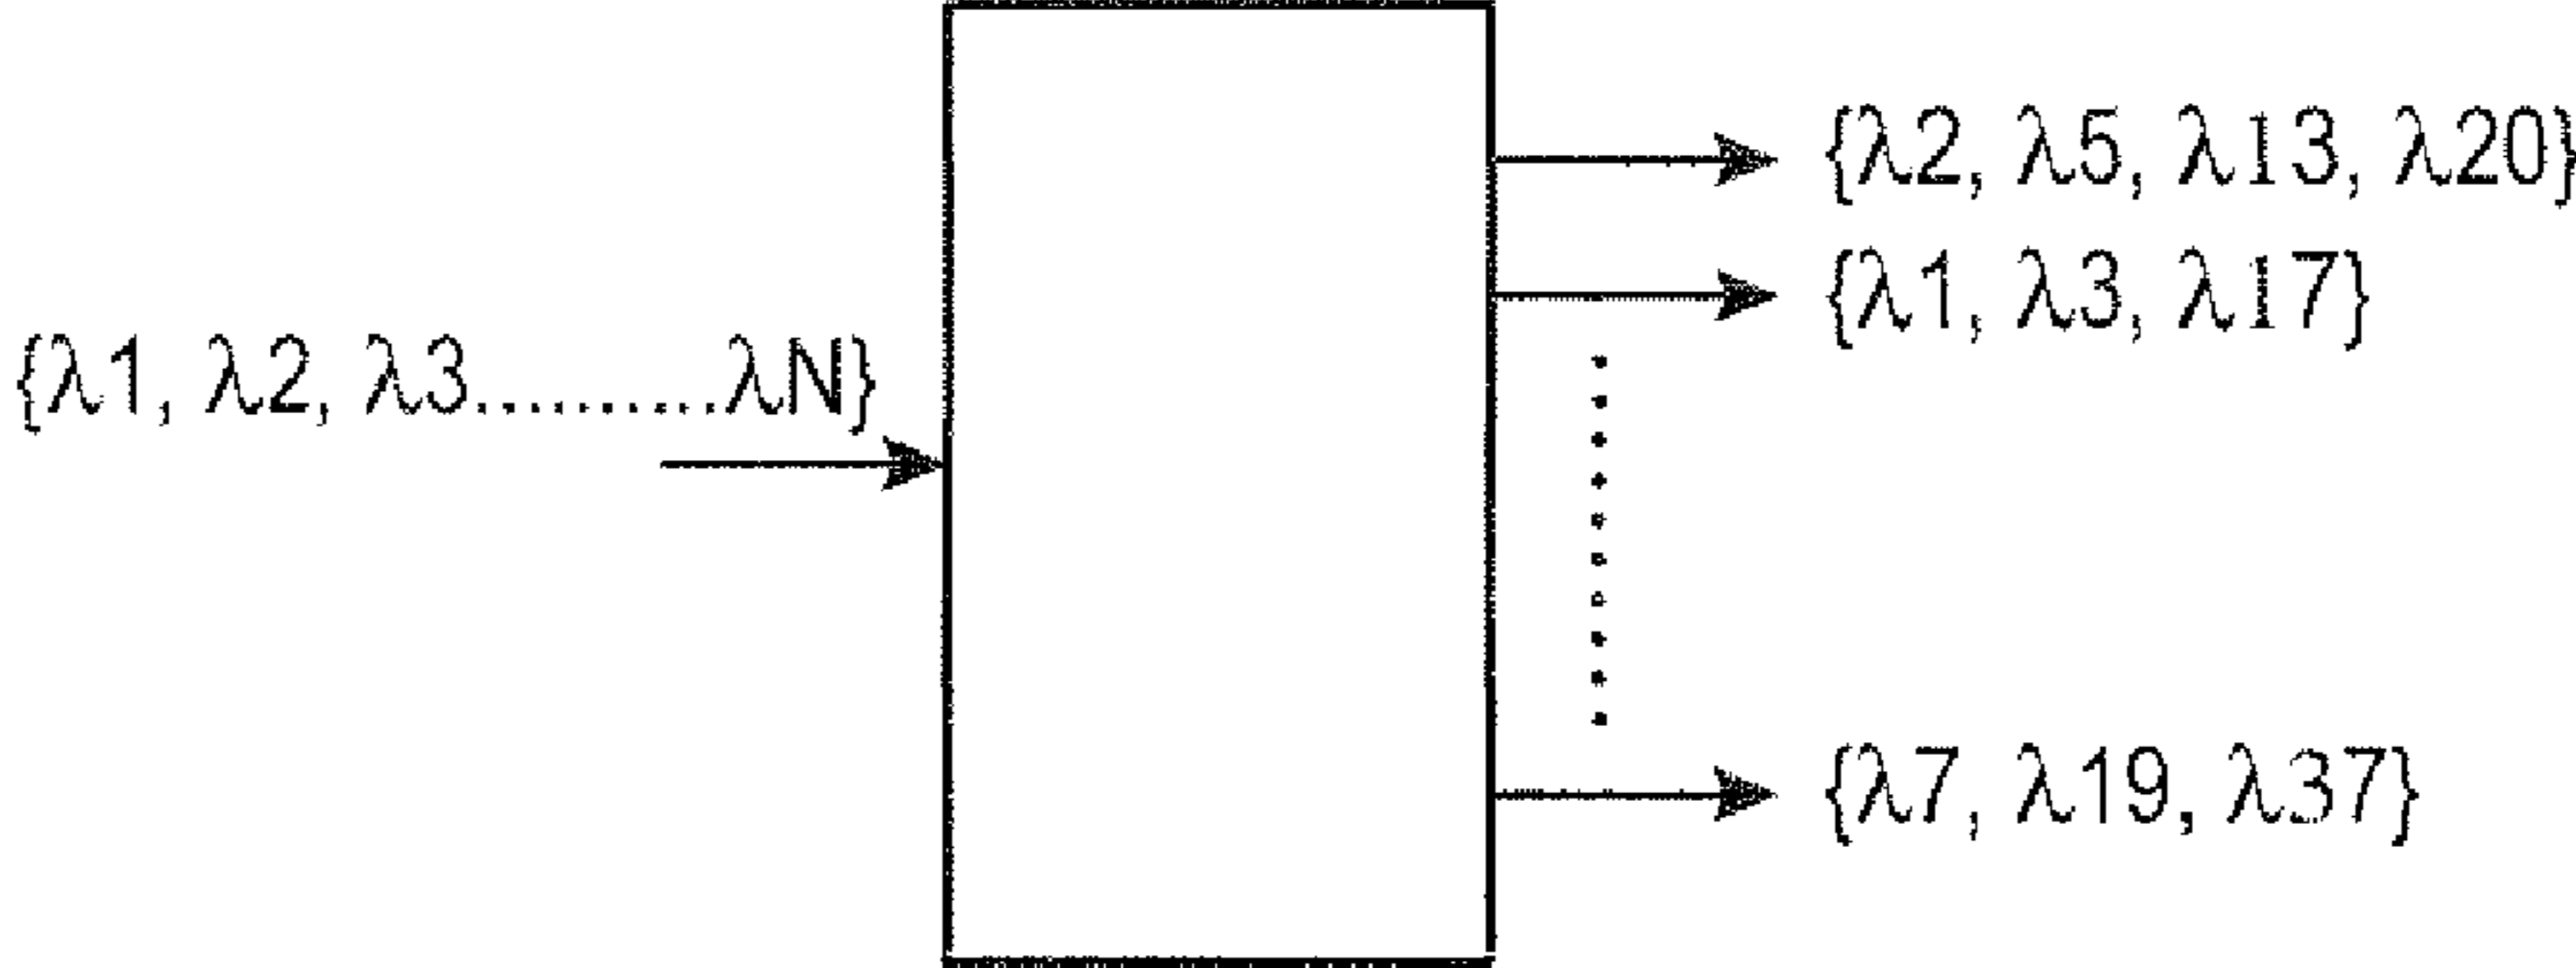 {λ2, λ5, λ13, λ20}
{λ1, λ3, λ17}
{λ1, λ2, λ3..........λN}
{λ7, λ19, λ37}